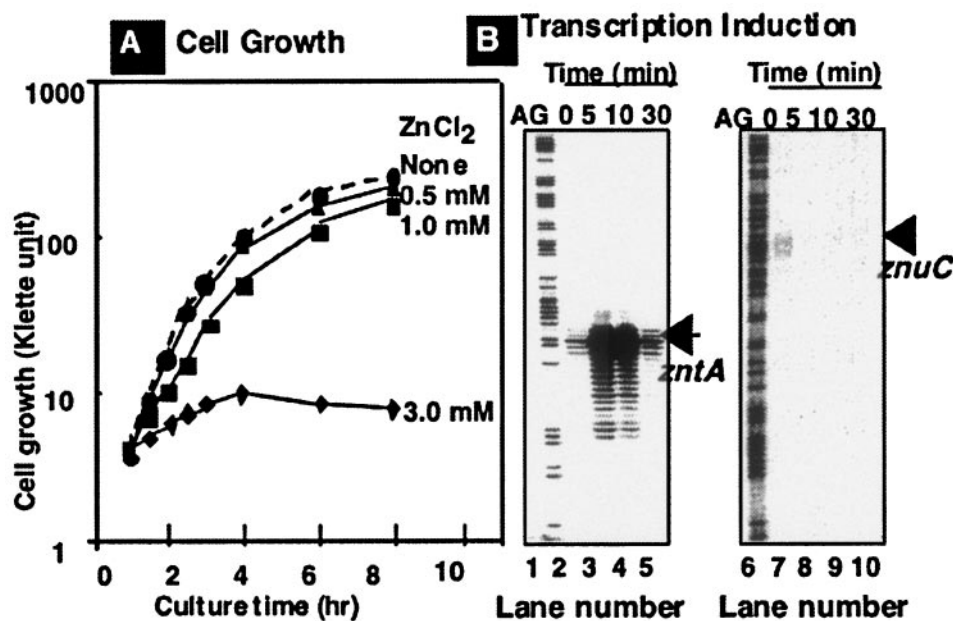 A Cell Growth
1000
100
10
1
Cell growth (Klette unit)
ZnCl2
None
0.5 mM
1.0 mM
3.0 mM
0 2 4 6 8 10
Culture time (hr)
B Transcription Induction
Time (min)
AG 0 5 10 30
zntA
1 2 3 4 5
Lane number
Time (min)
AG 0 5 10 30
znuC
6 7 8 9 10
Lane number